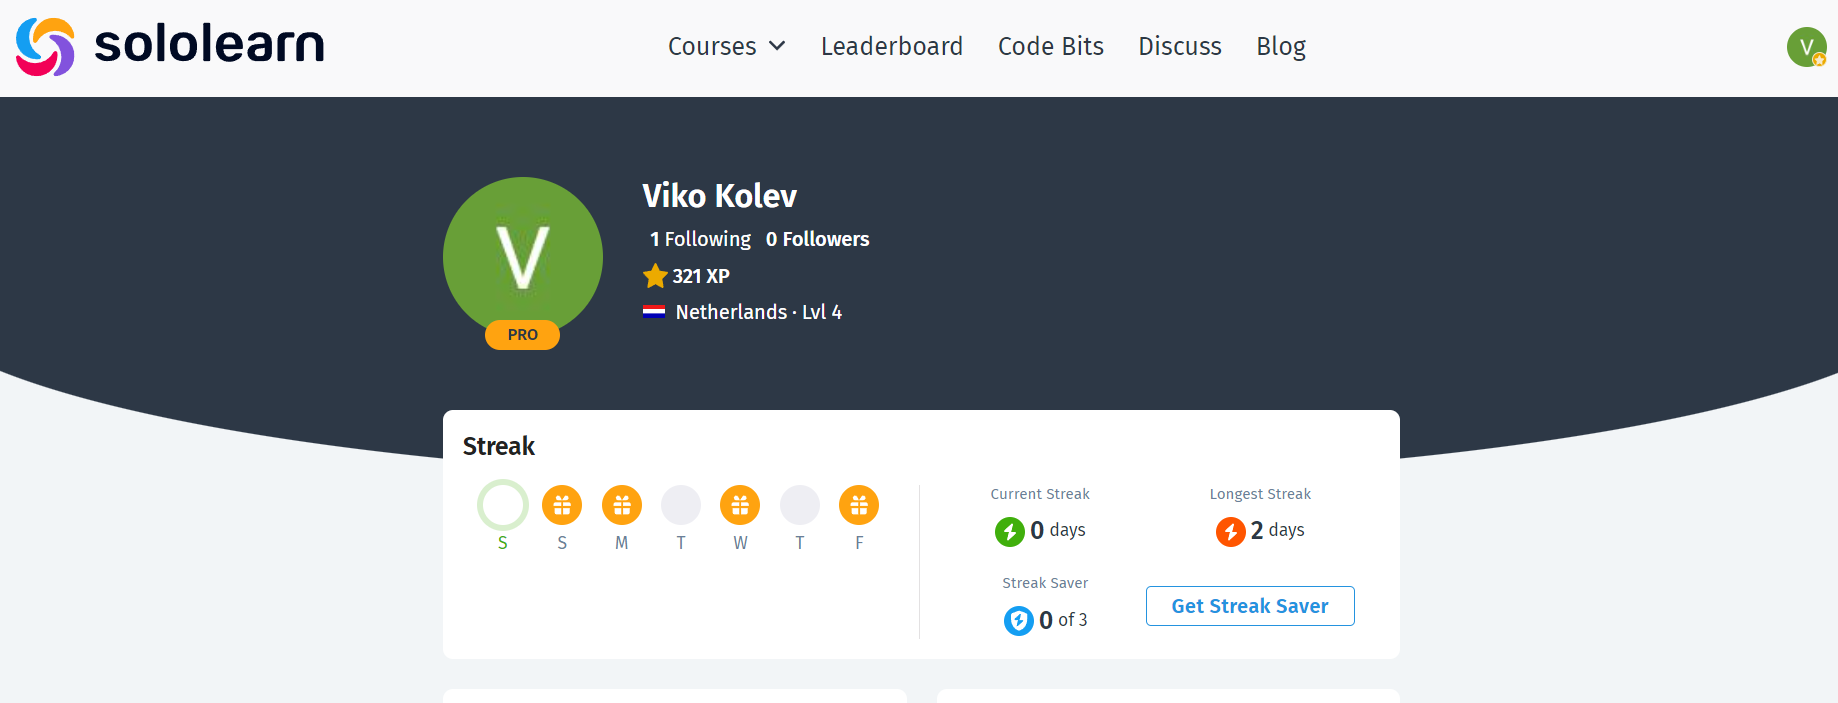 sololearn
Courses Leaderboard Code Bits Discuss Blog
V
V
PRO
Viko Kolev
1 Following 0 Followers
321 XP
Netherlands · Lvl 4
Streak
S S M T W T F
Current Streak
0 days
Longest Streak
2 days
Streak Saver
0 of 3
Get Streak Saver